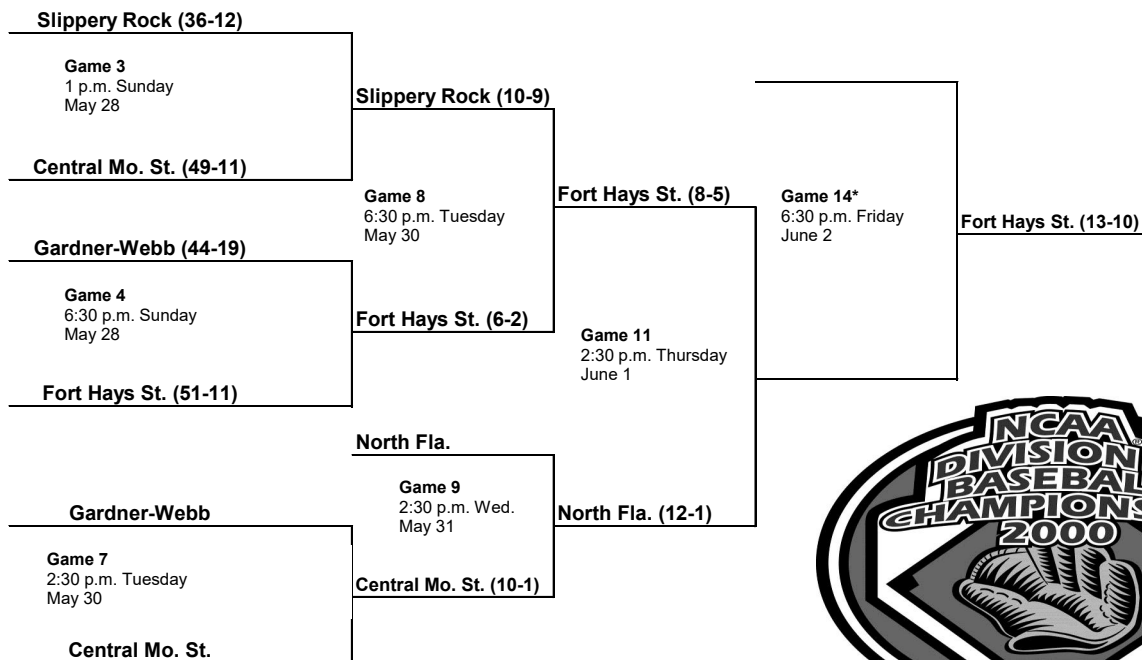 Slippery Rock (36-12)
Game 3
1 p.m. Sunday
May 28
Central Mo. St. (49-11)
Slippery Rock (10-9)
Game 8
6:30 p.m. Tuesday
May 30
Gardner-Webb (44-19)
Game 4
6:30 p.m. Sunday
May 28
Fort Hays St. (51-11)
Fort Hays St. (6-2)
Fort Hays St. (8-5)
Game 11
2:30 p.m. Thursday
June 1
Game 14*
6:30 p.m. Friday
June 2
Fort Hays St. (13-10)
North Fla.
Game 9
2:30 p.m. Wed.
May 31
North Fla. (12-1)
Gardner-Webb
Game 7
2:30 p.m. Tuesday
May 30
Central Mo. St. (10-1)
Central Mo. St.
NCAA
DIVISION
BASEBAL
CHAMPIONS
2000